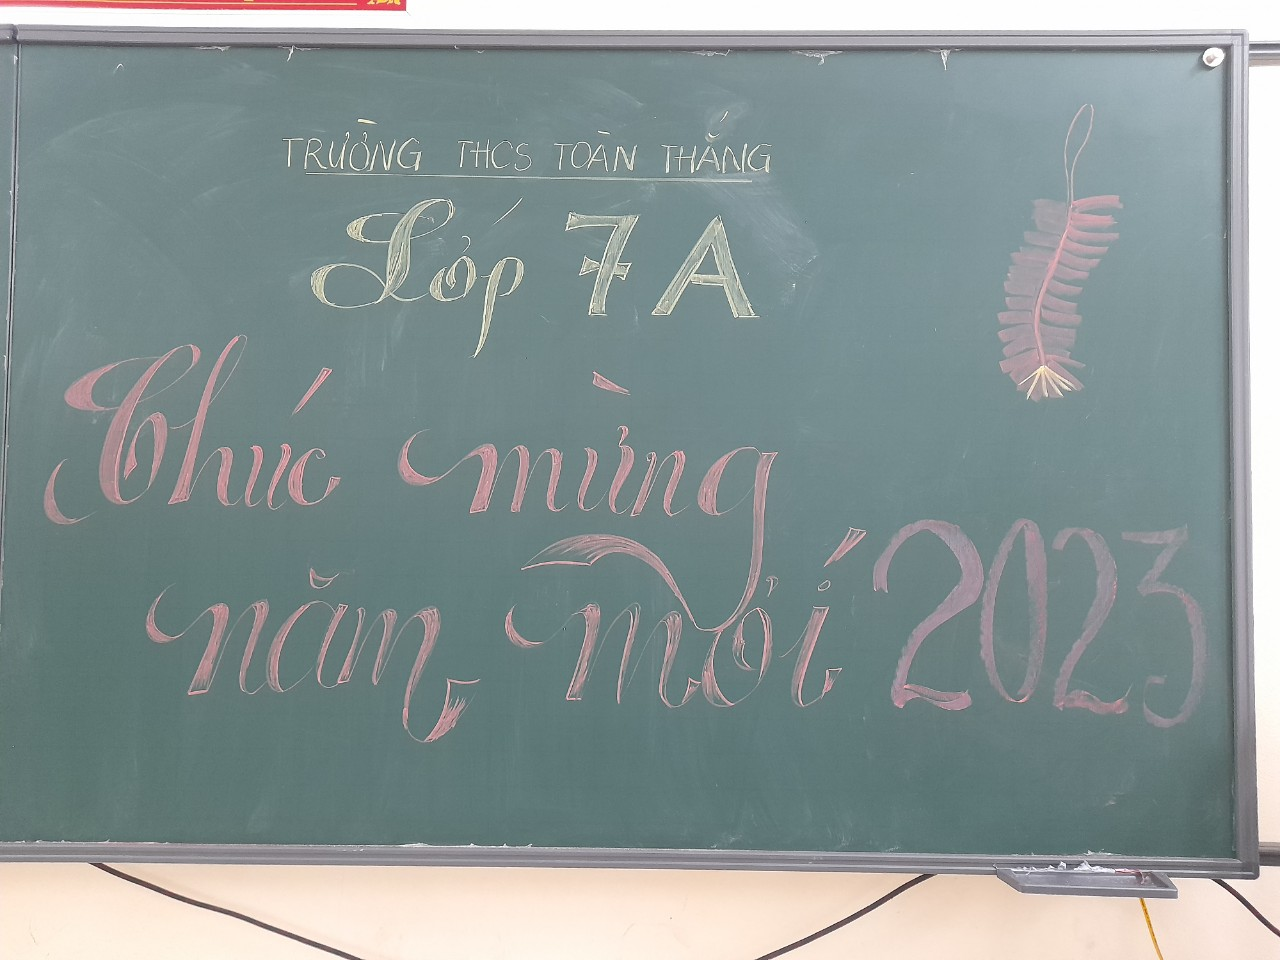 TRƯỜNG THCS TOÀN THẮNG
Lớp 7A
Chúc mừng
năm mới 2023